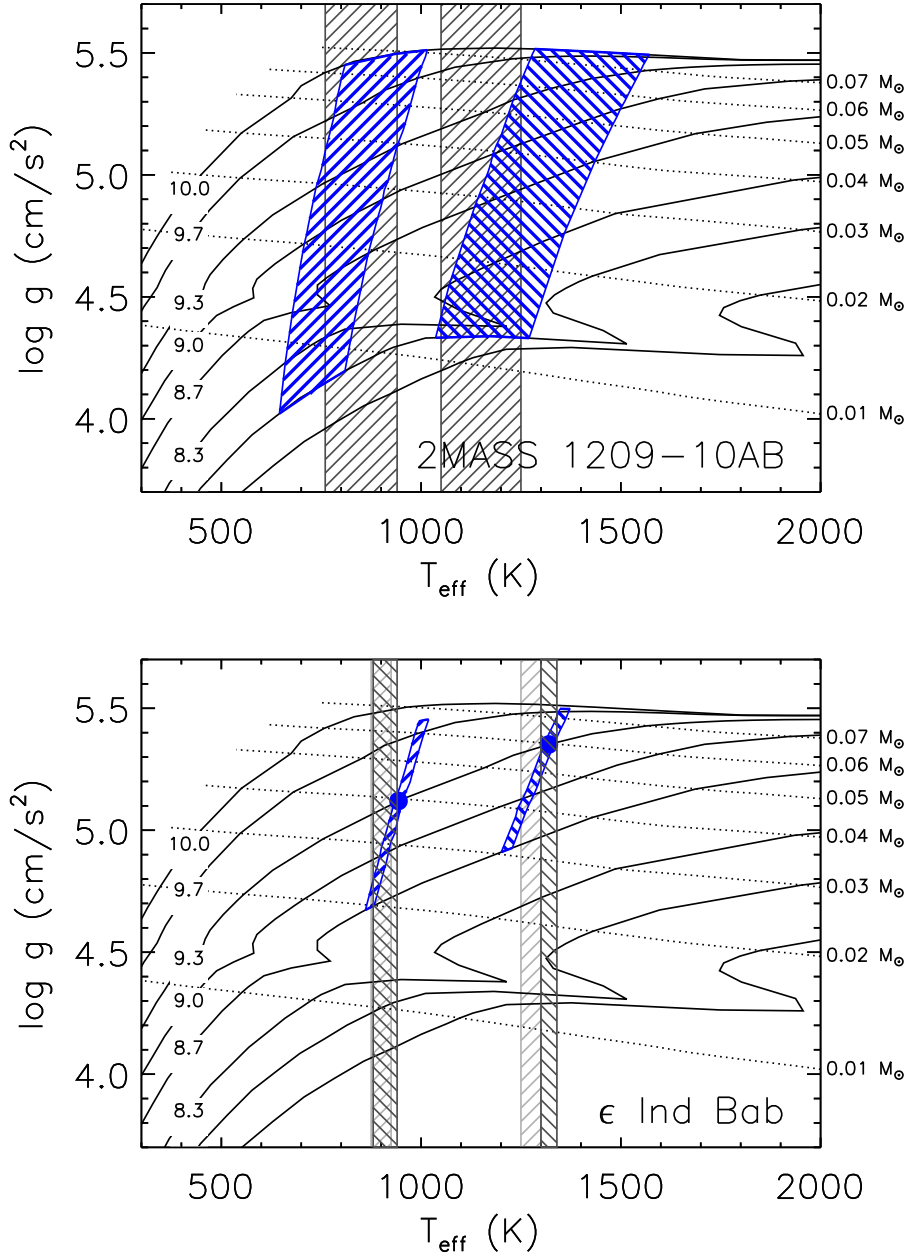 5.5
5.0
4.5
4.0
log g (cm/s²)
10.0
9.7
9.3
9.0
8.7
8.3
0.07 M⊙
0.06 M⊙
0.05 M⊙
0.04 M⊙
0.03 M⊙
0.02 M⊙
0.01 M⊙
2MASS 1209−10AB
500 1000 1500 2000
T_eff (K)
5.5
5.0
4.5
4.0
log g (cm/s²)
10.0
9.7
9.3
9.0
8.7
8.3
0.07 M⊙
0.06 M⊙
0.05 M⊙
0.04 M⊙
0.03 M⊙
0.02 M⊙
0.01 M⊙
ϵ Ind Bab
500 1000 1500 2000
T_eff (K)